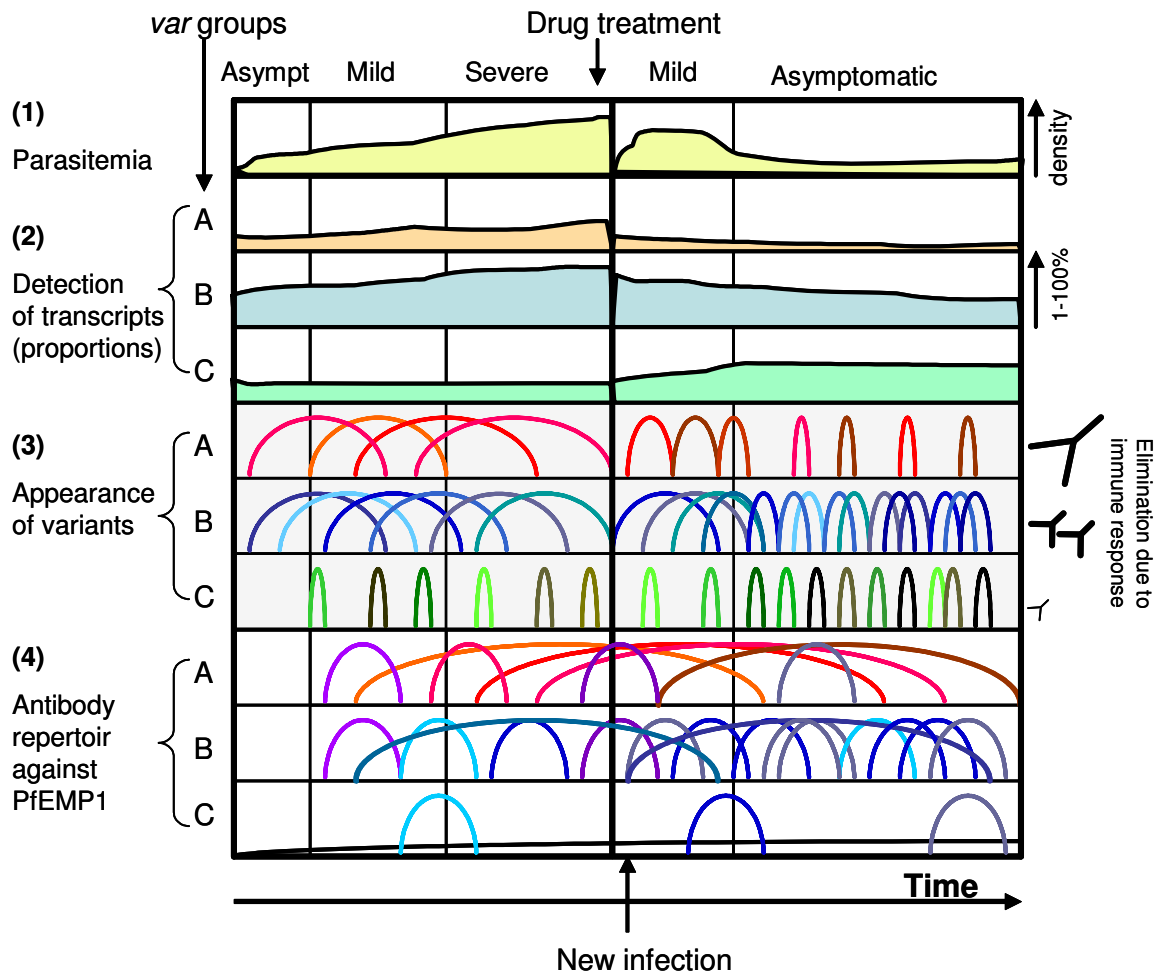 var groups
Drug treatment
Asympt
Mild
Severe
Mild
Asymptomatic
(1)
Parasitemia
density
A
(2)
Detection
of transcripts
(proportions)
B
1-100%
C
(3)
Appearance
of variants
A
B
C
Elimination due to
immune response
(4)
Antibody
repertoir
against
PfEMP1
A
B
C
Time
New infection